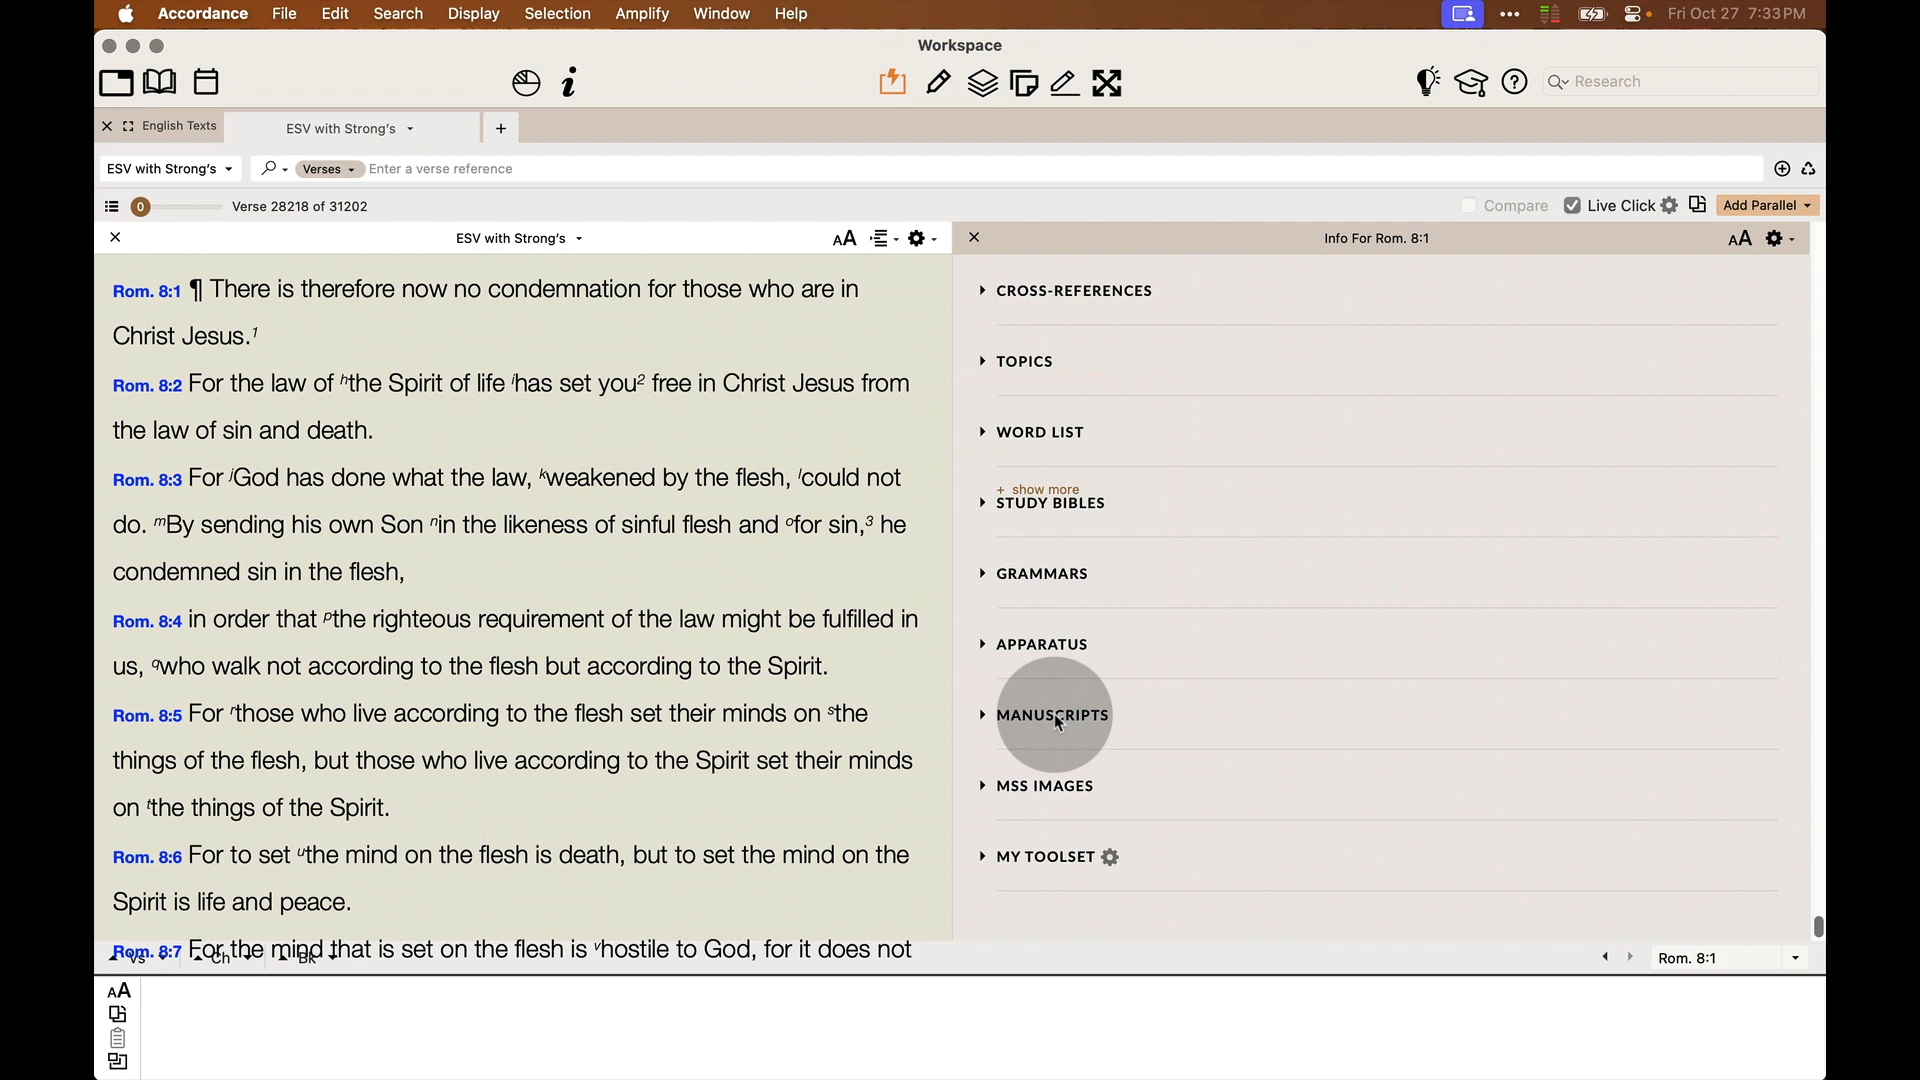 Accordance File Edit Search Display Selection Amplify Window Help Fri Oct 27 7:33 PM
Workspace
Research
English Texts ESV with Strong's +
ESV with Strong's Verses Enter a verse reference
0 Verse 28218 of 31202 Compare Live Click Add Parallel
ESV with Strong's AA Info For Rom. 8:1 AA
Rom. 8:1 ¶ There is therefore now no condemnation for those who are in
Christ Jesus.1
Rom. 8:2 For the law of hthe Spirit of life ihas set you2 free in Christ Jesus from
the law of sin and death.
Rom. 8:3 For jGod has done what the law, kweakened by the flesh, lcould not
do. mBy sending his own Son nin the likeness of sinful flesh and ofor sin,3 he
condemned sin in the flesh,
Rom. 8:4 in order that pthe righteous requirement of the law might be fulfilled in
us, qwho walk not according to the flesh but according to the Spirit.
Rom. 8:5 For rthose who live according to the flesh set their minds on sthe
things of the flesh, but those who live according to the Spirit set their minds
on tthe things of the Spirit.
Rom. 8:6 For to set uthe mind on the flesh is death, but to set the mind on the
Spirit is life and peace.
Rom. 8:7 For the mind that is set on the flesh is vhostile to God, for it does not
Vs Ch Bk
CROSS-REFERENCES
TOPICS
WORD LIST
+ show more
STUDY BIBLES
GRAMMARS
APPARATUS
MANUSCRIPTS
MSS IMAGES
MY TOOLSET
Rom. 8:1
AA